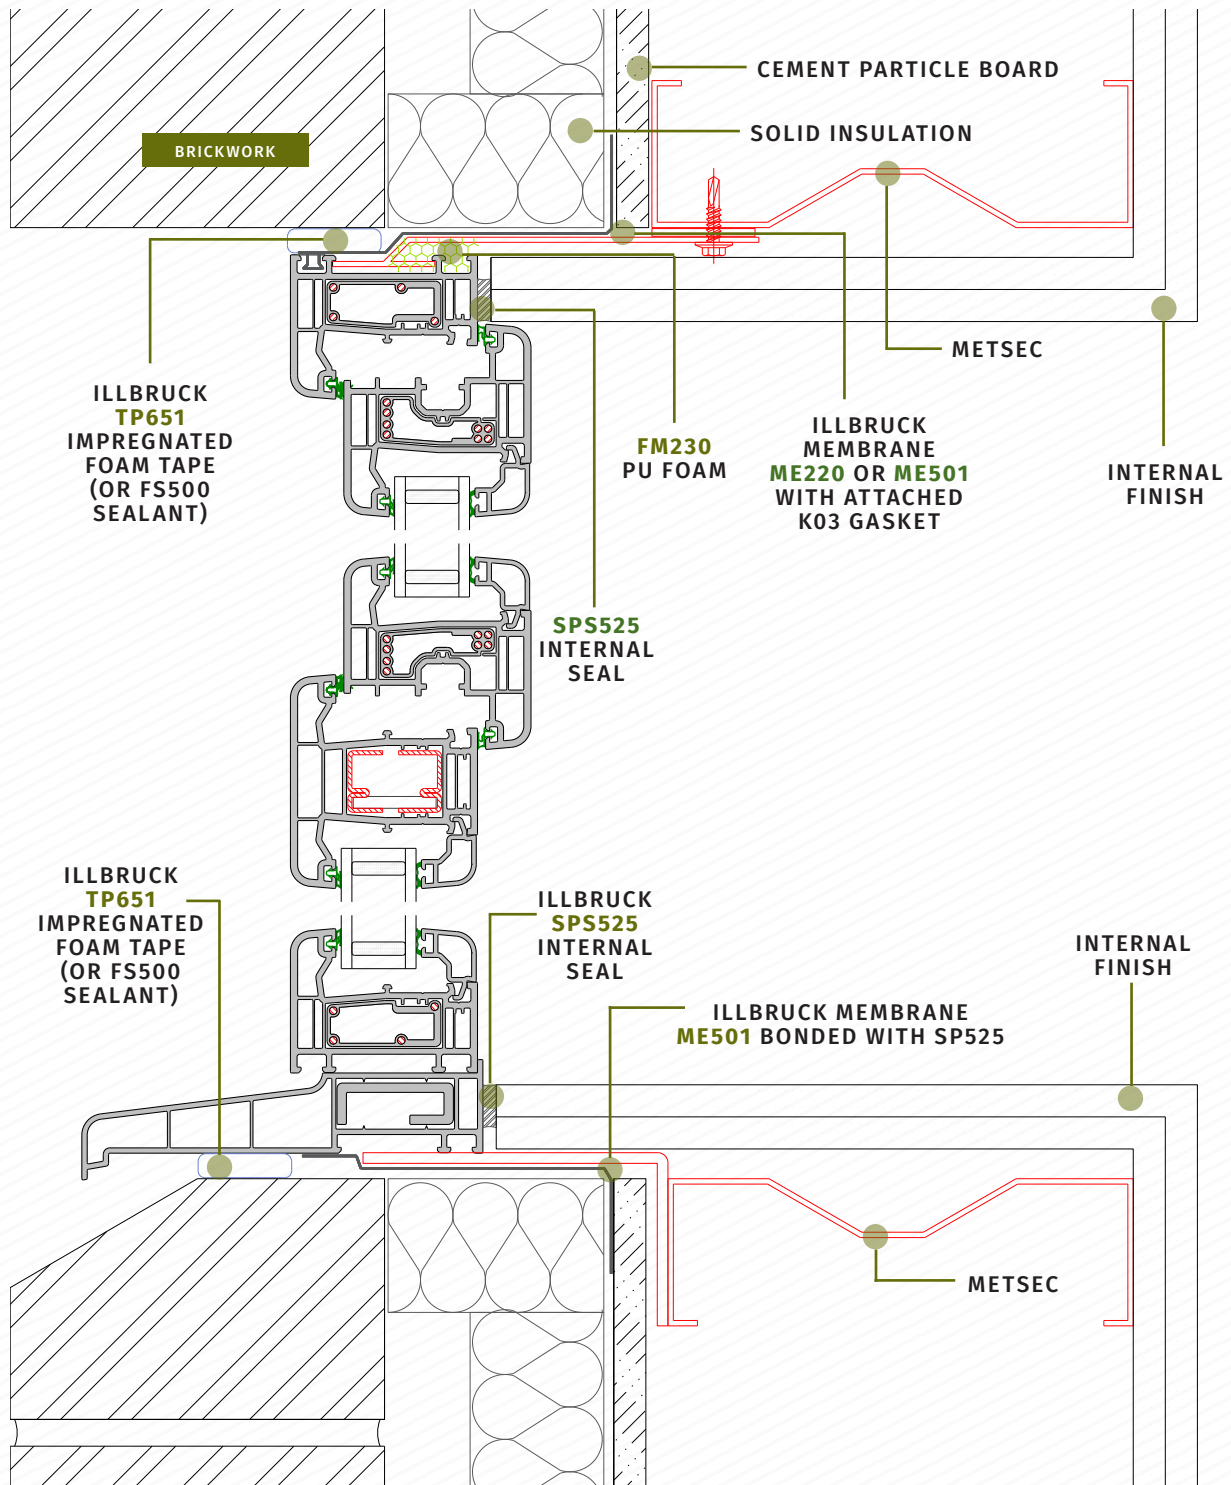 CEMENT PARTICLE BOARD
SOLID INSULATION
BRICKWORK
METSEC
ILLBRUCK
TP651
IMPREGNATED
FOAM TAPE
(OR FS500
SEALANT)
FM230
PU FOAM
ILLBRUCK
MEMBRANE
ME220 OR ME501
WITH ATTACHED
K03 GASKET
INTERNAL
FINISH
SPS525
INTERNAL
SEAL
ILLBRUCK
TP651
IMPREGNATED
FOAM TAPE
(OR FS500
SEALANT)
ILLBRUCK
SPS525
INTERNAL
SEAL
INTERNAL
FINISH
ILLBRUCK MEMBRANE
ME501 BONDED WITH SP525
METSEC